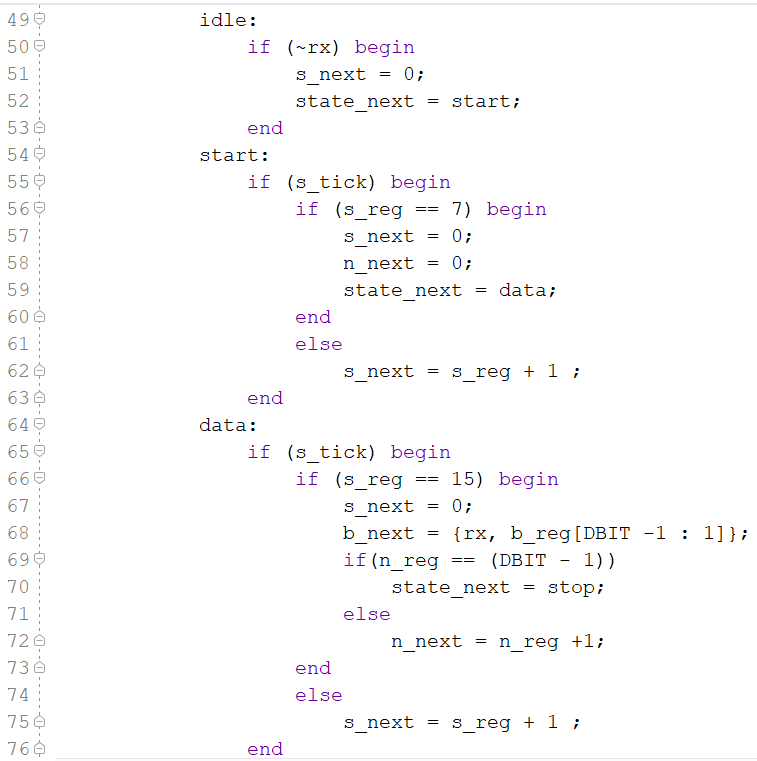 49 idle:
50 if (~rx) begin
51 s_next = 0;
52 state_next = start;
53 end
54 start:
55 if (s_tick) begin
56 if (s_reg == 7) begin
57 s_next = 0;
58 n_next = 0;
59 state_next = data;
60 end
61 else
62 s_next = s_reg + 1 ;
63 end
64 data:
65 if (s_tick) begin
66 if (s_reg == 15) begin
67 s_next = 0;
68 b_next = {rx, b_reg[DBIT -1 : 1]};
69 if(n_reg == (DBIT - 1))
70 state_next = stop;
71 else
72 n_next = n_reg +1;
73 end
74 else
75 s_next = s_reg + 1 ;
76 end